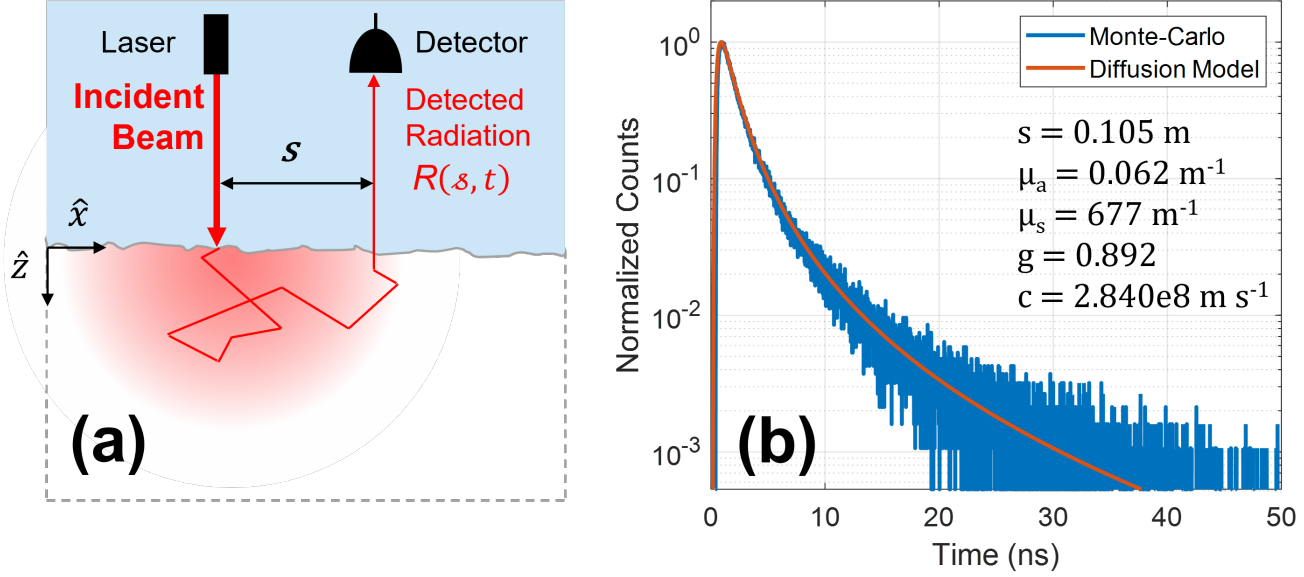 Laser
Detector
Incident
Beam
Detected
Radiation
R(s,t)
s
x̂
ẑ
(a)
Normalized Counts
10⁰
10⁻¹
10⁻²
10⁻³
Monte-Carlo
Diffusion Model
s = 0.105 m
μₐ = 0.062 m⁻¹
μₛ = 677 m⁻¹
g = 0.892
c = 2.840e8 m s⁻¹
(b)
0 10 20 30 40 50
Time (ns)